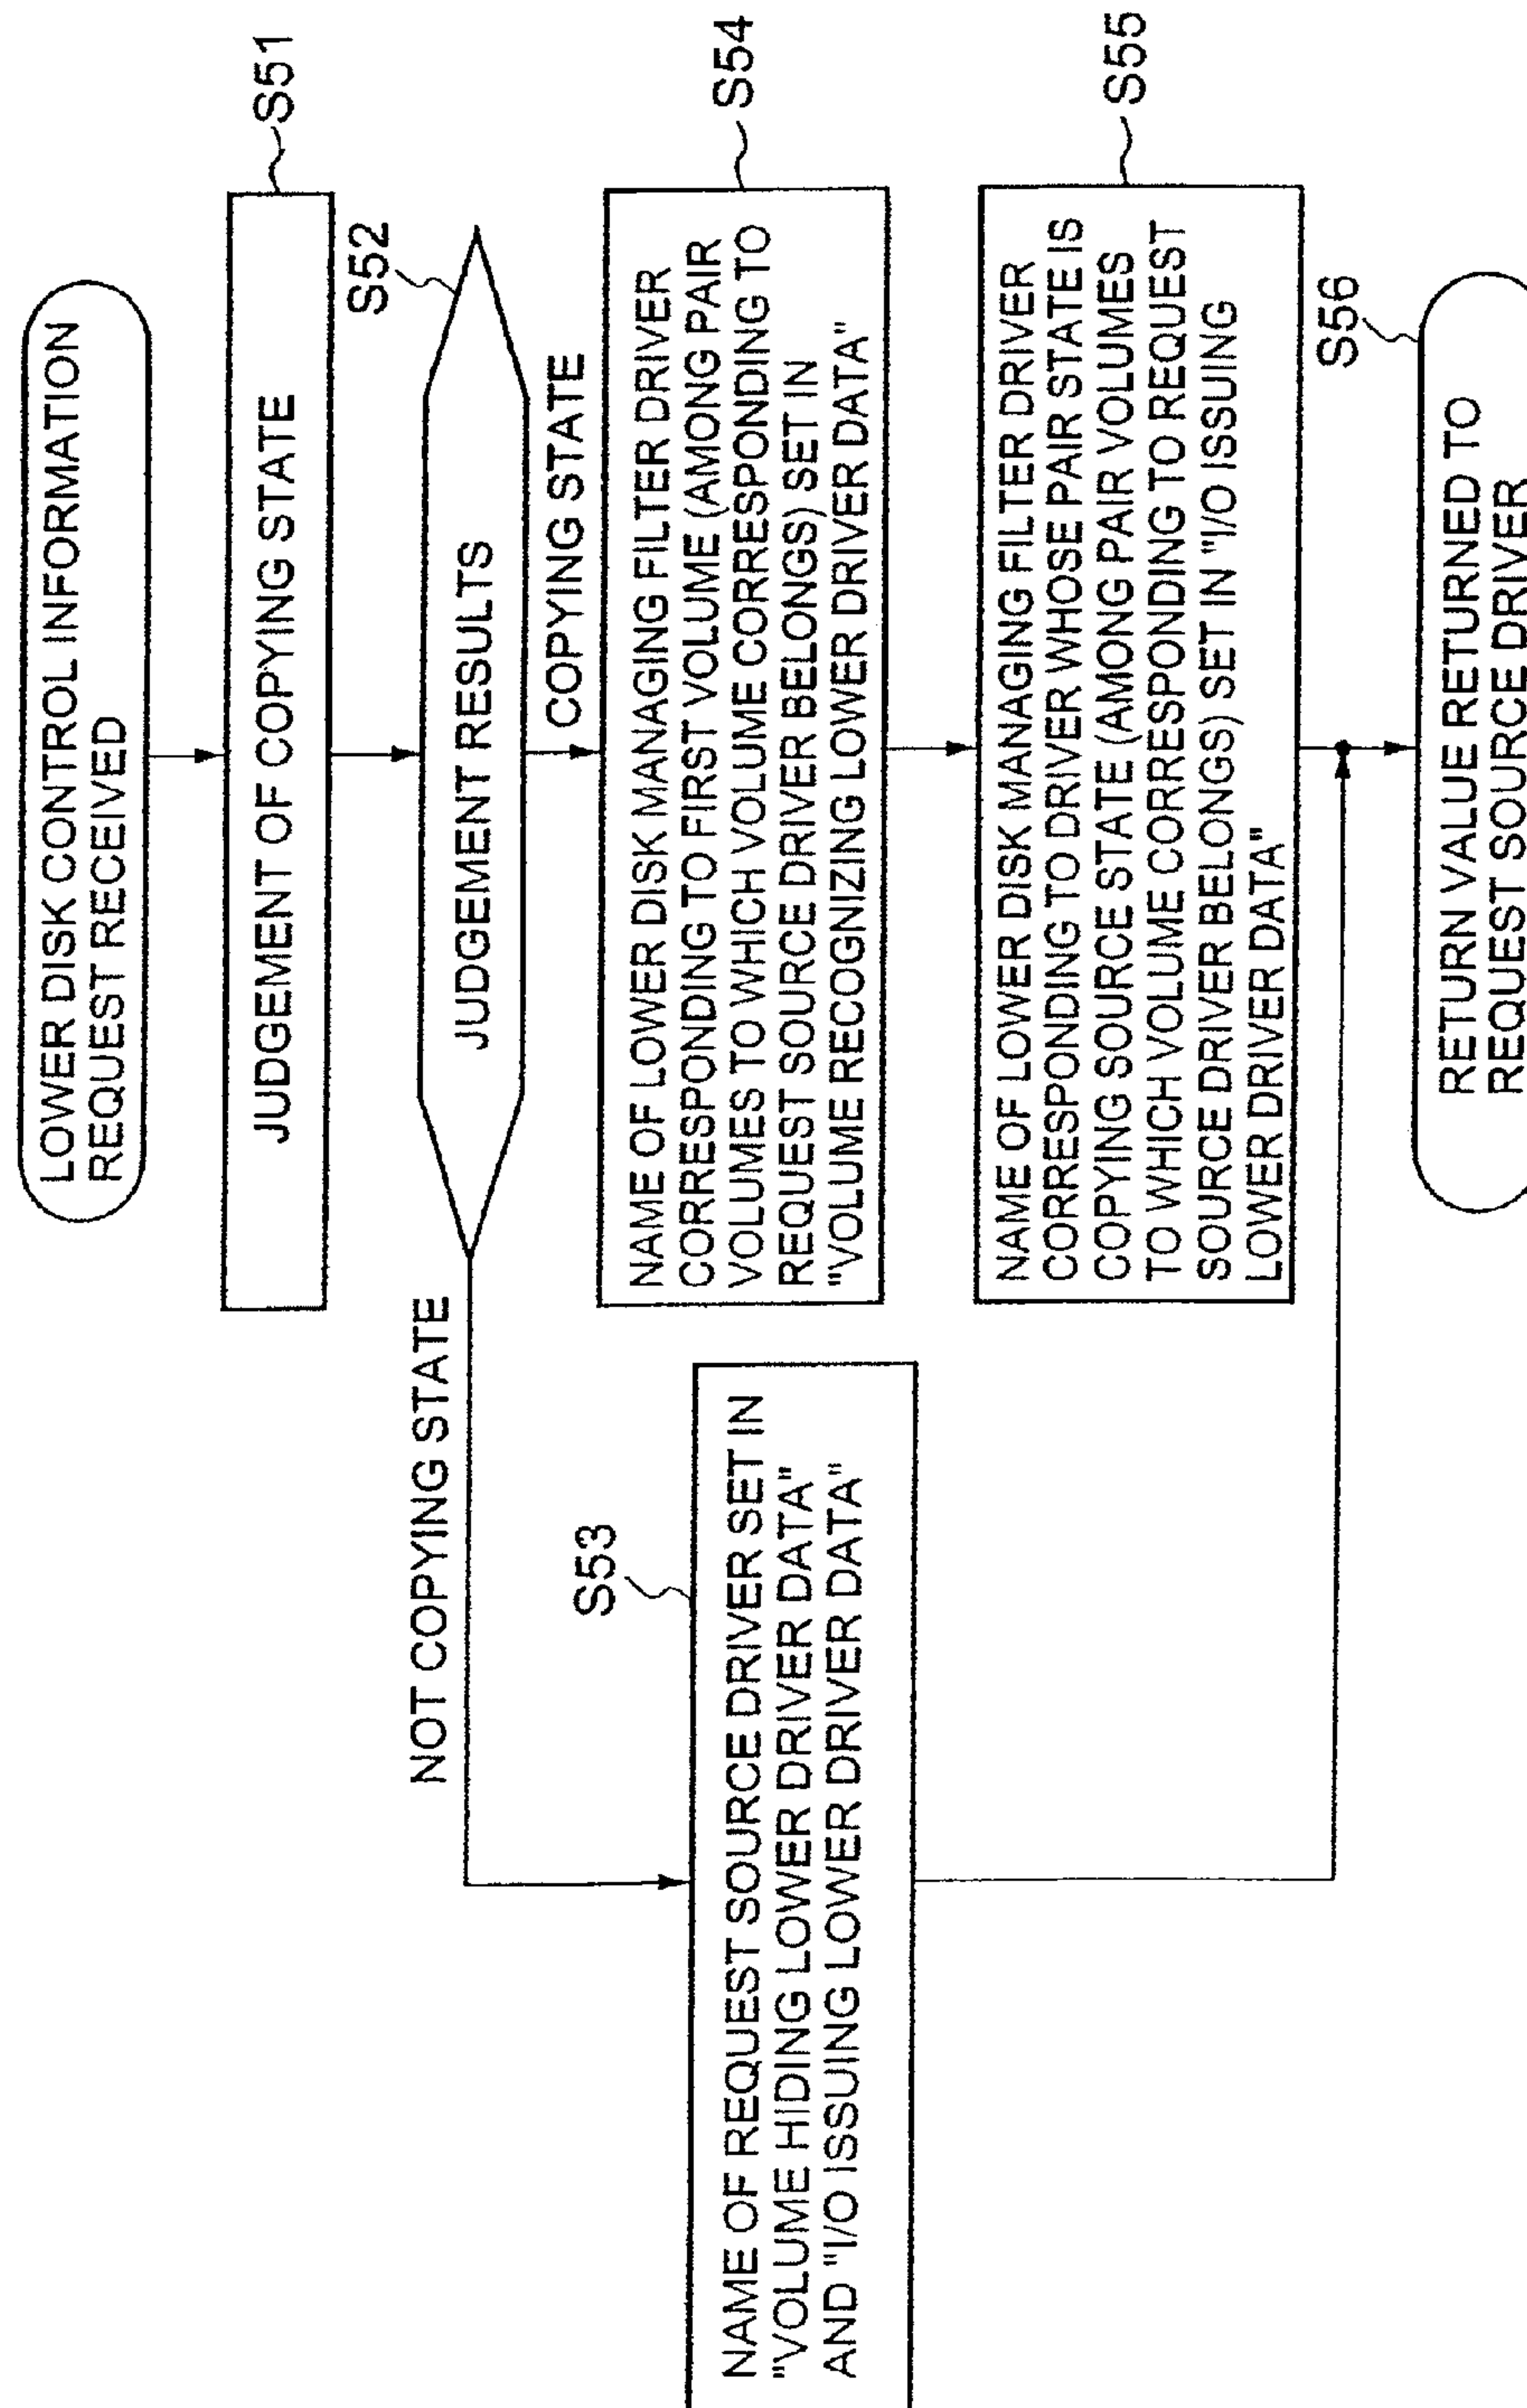 LOWER DISK CONTROL INFORMATION
REQUEST RECEIVED
S51
JUDGEMENT OF COPYING STATE
S52
JUDGEMENT RESULTS
NOT COPYING STATE
COPYING STATE
S53
NAME OF REQUEST SOURCE DRIVER SET IN
"VOLUME HIDING LOWER DRIVER DATA"
AND "I/O ISSUING LOWER DRIVER DATA"
S54
NAME OF LOWER DISK MANAGING FILTER DRIVER
CORRESPONDING TO FIRST VOLUME (AMONG PAIR
VOLUMES TO WHICH VOLUME CORRESPONDING TO
REQUEST SOURCE DRIVER BELONGS) SET IN
"VOLUME RECOGNIZING LOWER DRIVER DATA"
S55
NAME OF LOWER DISK MANAGING FILTER DRIVER
CORRESPONDING TO DRIVER WHOSE PAIR STATE IS
COPYING SOURCE STATE (AMONG PAIR VOLUMES
TO WHICH VOLUME CORRESPONDING TO REQUEST
SOURCE DRIVER BELONGS) SET IN "I/O ISSUING
LOWER DRIVER DATA"
S56
RETURN VALUE RETURNED TO
REQUEST SOURCE DRIVER